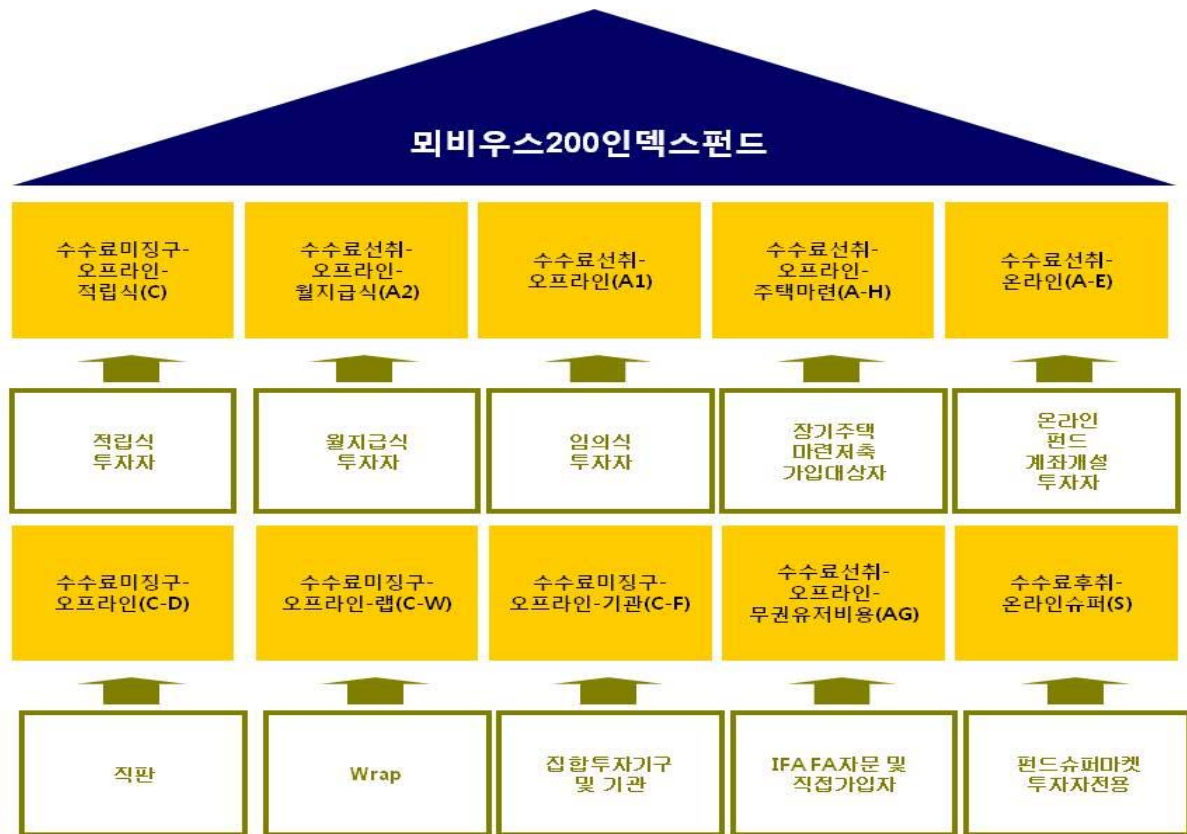 뫼비우스200인덱스펀드
수수료미징구-
오프라인-
적립식(C)
수수료선취-
오프라인-
월지급식(A2)
수수료선취-
오프라인(A1)
수수료선취-
오프라인-
주택마련(A-H)
수수료선취-
온라인(A-E)
적립식
투자자
월지급식
투자자
임의식
투자자
장기주택
마련저축
가입대상자
온라인
펀드
계좌개설
투자자
수수료미징구-
오프라인(C-D)
수수료미징구-
오프라인-랩(C-W)
수수료미징구-
오프라인-기관(C-F)
수수료선취-
오프라인-
무권유저비용(AG)
수수료후취-
온라인슈퍼(S)
직판
Wrap
집합투자기구
및 기관
IFA FA자문 및
직접가입자
펀드슈퍼마켓
투자자전용